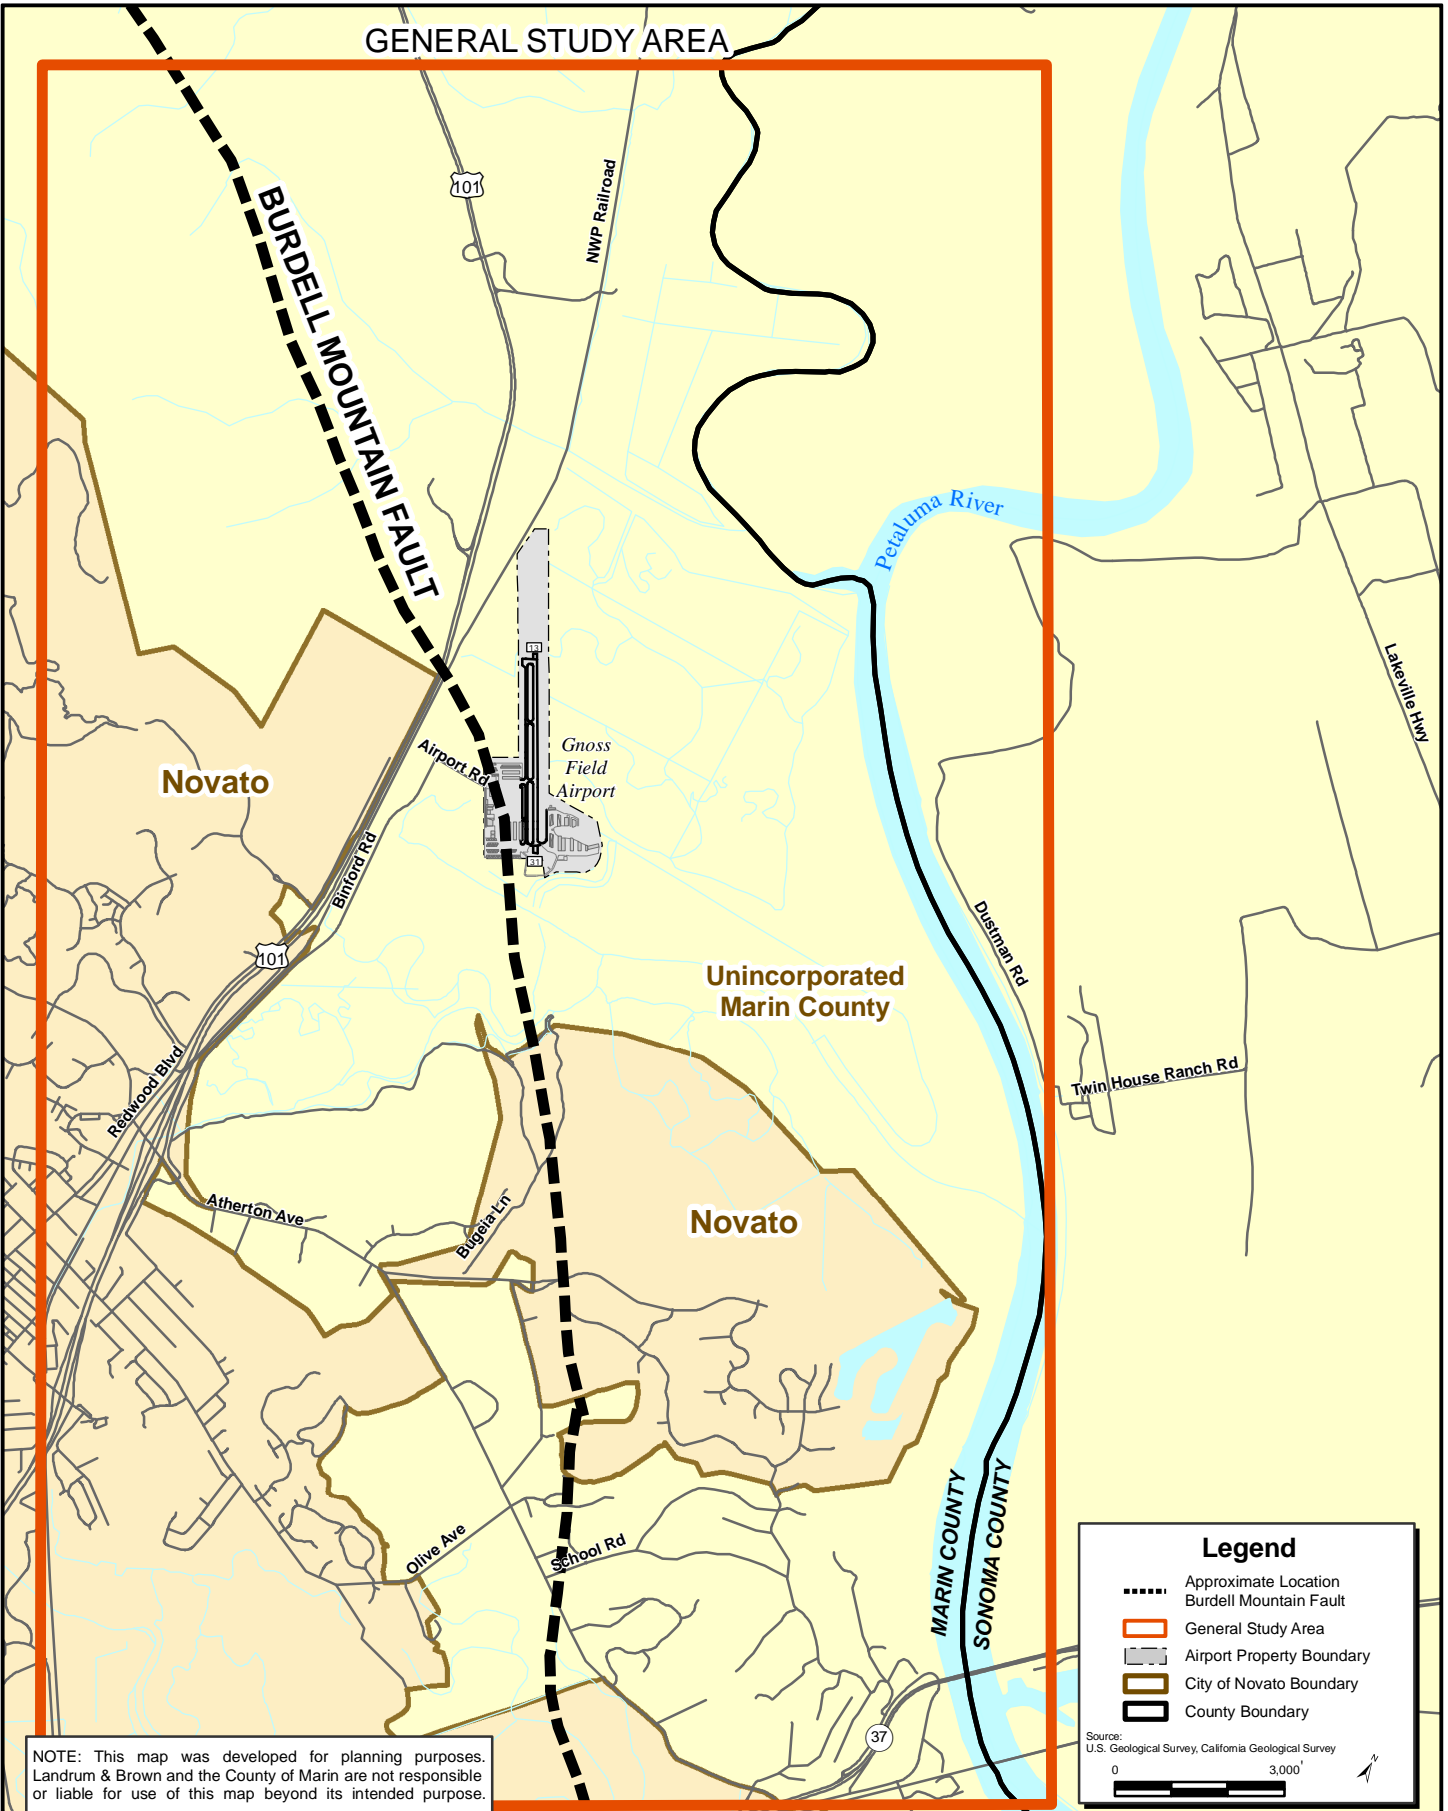 GENERAL STUDY AREA
101
NWP Railroad
BURDELL MOUNTAIN FAULT
Petaluma River
Lakeville Hwy
13
Gnoss
Field
Airport
Airport Rd
Novato
31
Binford Rd
101
Dustman Rd
Unincorporated
Marin County
Redwood Blvd
Twin House Ranch Rd
Atherton Ave
Bugeia Ln
Novato
MARIN COUNTY
SONOMA COUNTY
Olive Ave
School Rd
37
Legend
Approximate Location
Burdell Mountain Fault
General Study Area
Airport Property Boundary
City of Novato Boundary
County Boundary
Source:
U.S. Geological Survey, California Geological Survey
0 3,000'
N
NOTE: This map was developed for planning purposes.
Landrum & Brown and the County of Marin are not responsible
or liable for use of this map beyond its intended purpose.